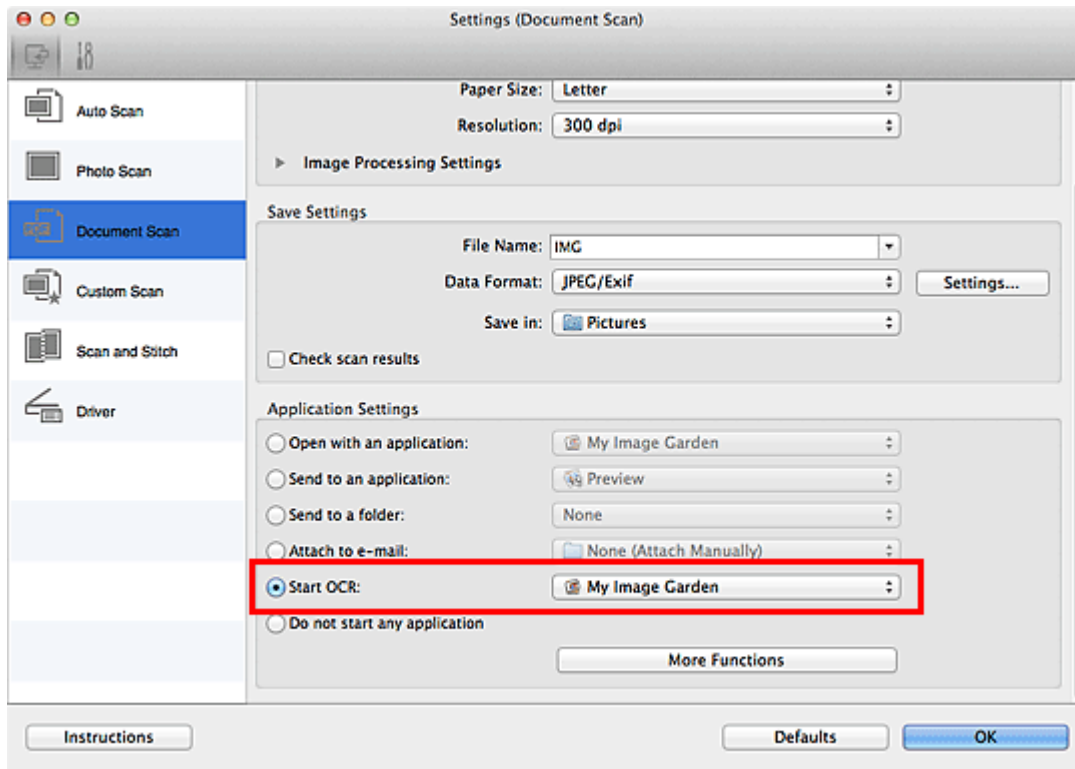 Settings (Document Scan)
Auto Scan
Photo Scan
PDF
Document Scan
Custom Scan
Scan and Stitch
Driver
Paper Size: Letter
Resolution: 300 dpi
Image Processing Settings
Save Settings
File Name: IMG
Data Format: JPEG/Exif
Settings...
Save in: Pictures
Check scan results
Application Settings
Open with an application: My Image Garden
Send to an application: Preview
Send to a folder: None
Attach to e-mail: None (Attach Manually)
Start OCR: My Image Garden
Do not start any application
More Functions
Instructions
Defaults
OK